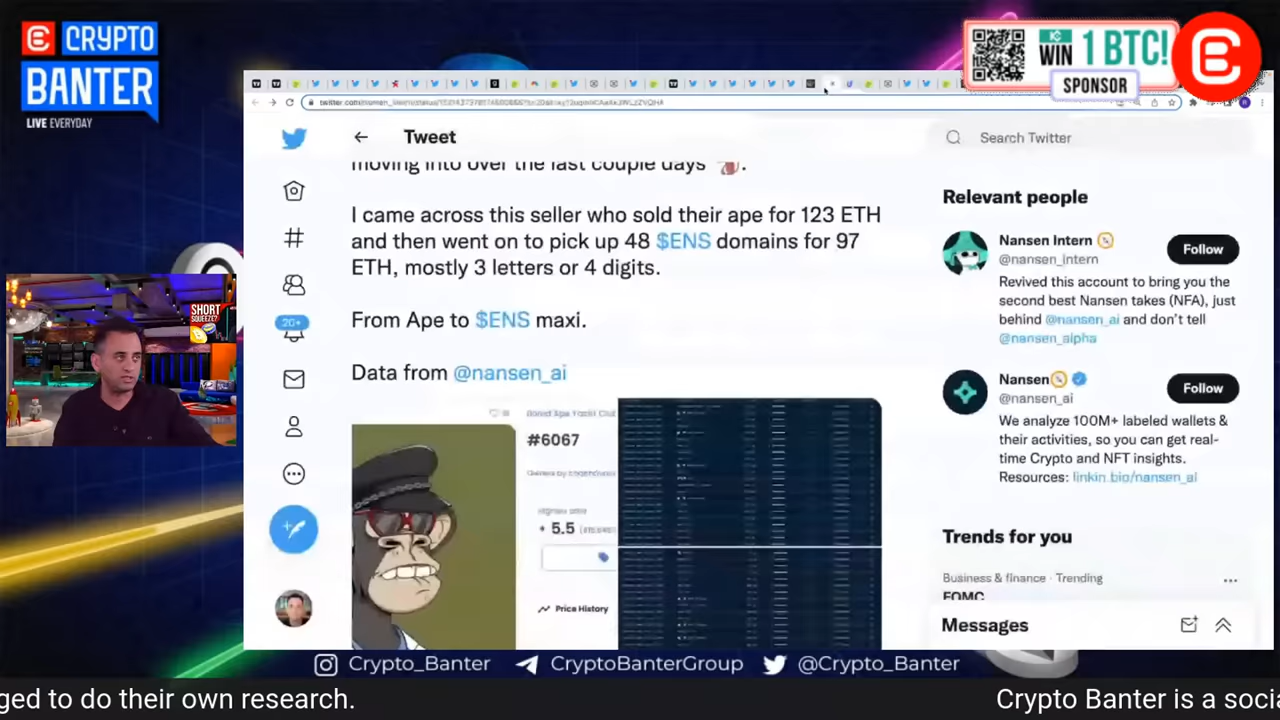 CRYPTO
BANTER
LIVE EVERYDAY
WIN 1 BTC!
SPONSOR
SHORT
SQUEEZE?
Tweet
Search Twitter
moving into over the last couple days
I came across this seller who sold their ape for 123 ETH
and then went on to pick up 48 $ENS domains for 97
ETH, mostly 3 letters or 4 digits.
From Ape to $ENS maxi.
Data from @nansen_ai
20+
Bored Ape Yacht Club
#6067
5.5
Price History
Relevant people
Nansen Intern
@nansen_intern
Follow
Revived this account to bring you the
second best Nansen takes (NFA), just
behind @nansen_ai and don't tell
@nansen_alpha
Nansen
@nansen_ai
Follow
We analyze 100M+ labeled wallets &
their activities, so you can get real-
time Crypto and NFT insights.
Resources: linkin.bio/nansen_ai
Trends for you
Business & finance · Trending
FOMC
Messages
Crypto_Banter
CryptoBanterGroup
@Crypto_Banter
ged to do their own research.
Crypto Banter is a socia